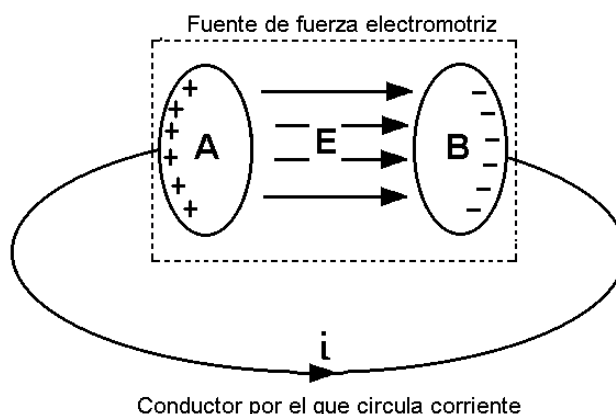 Fuente de fuerza electromotriz
+ + + + + + A E B - - - - - -
i
Conductor por el que circula corriente